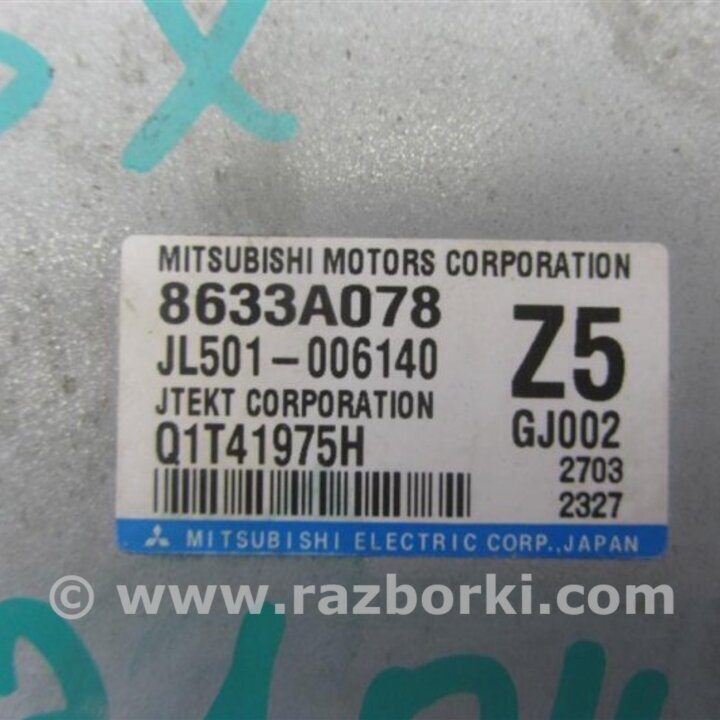 X
MITSUBISHI MOTORS CORPORATION
8633A078
Z5
JL501-006140
JTEKT CORPORATION
GJ002
Q1T41975H
2703
2327
MITSUBISHI ELECTRIC CORP.,JAPAN
© www.razborki.com